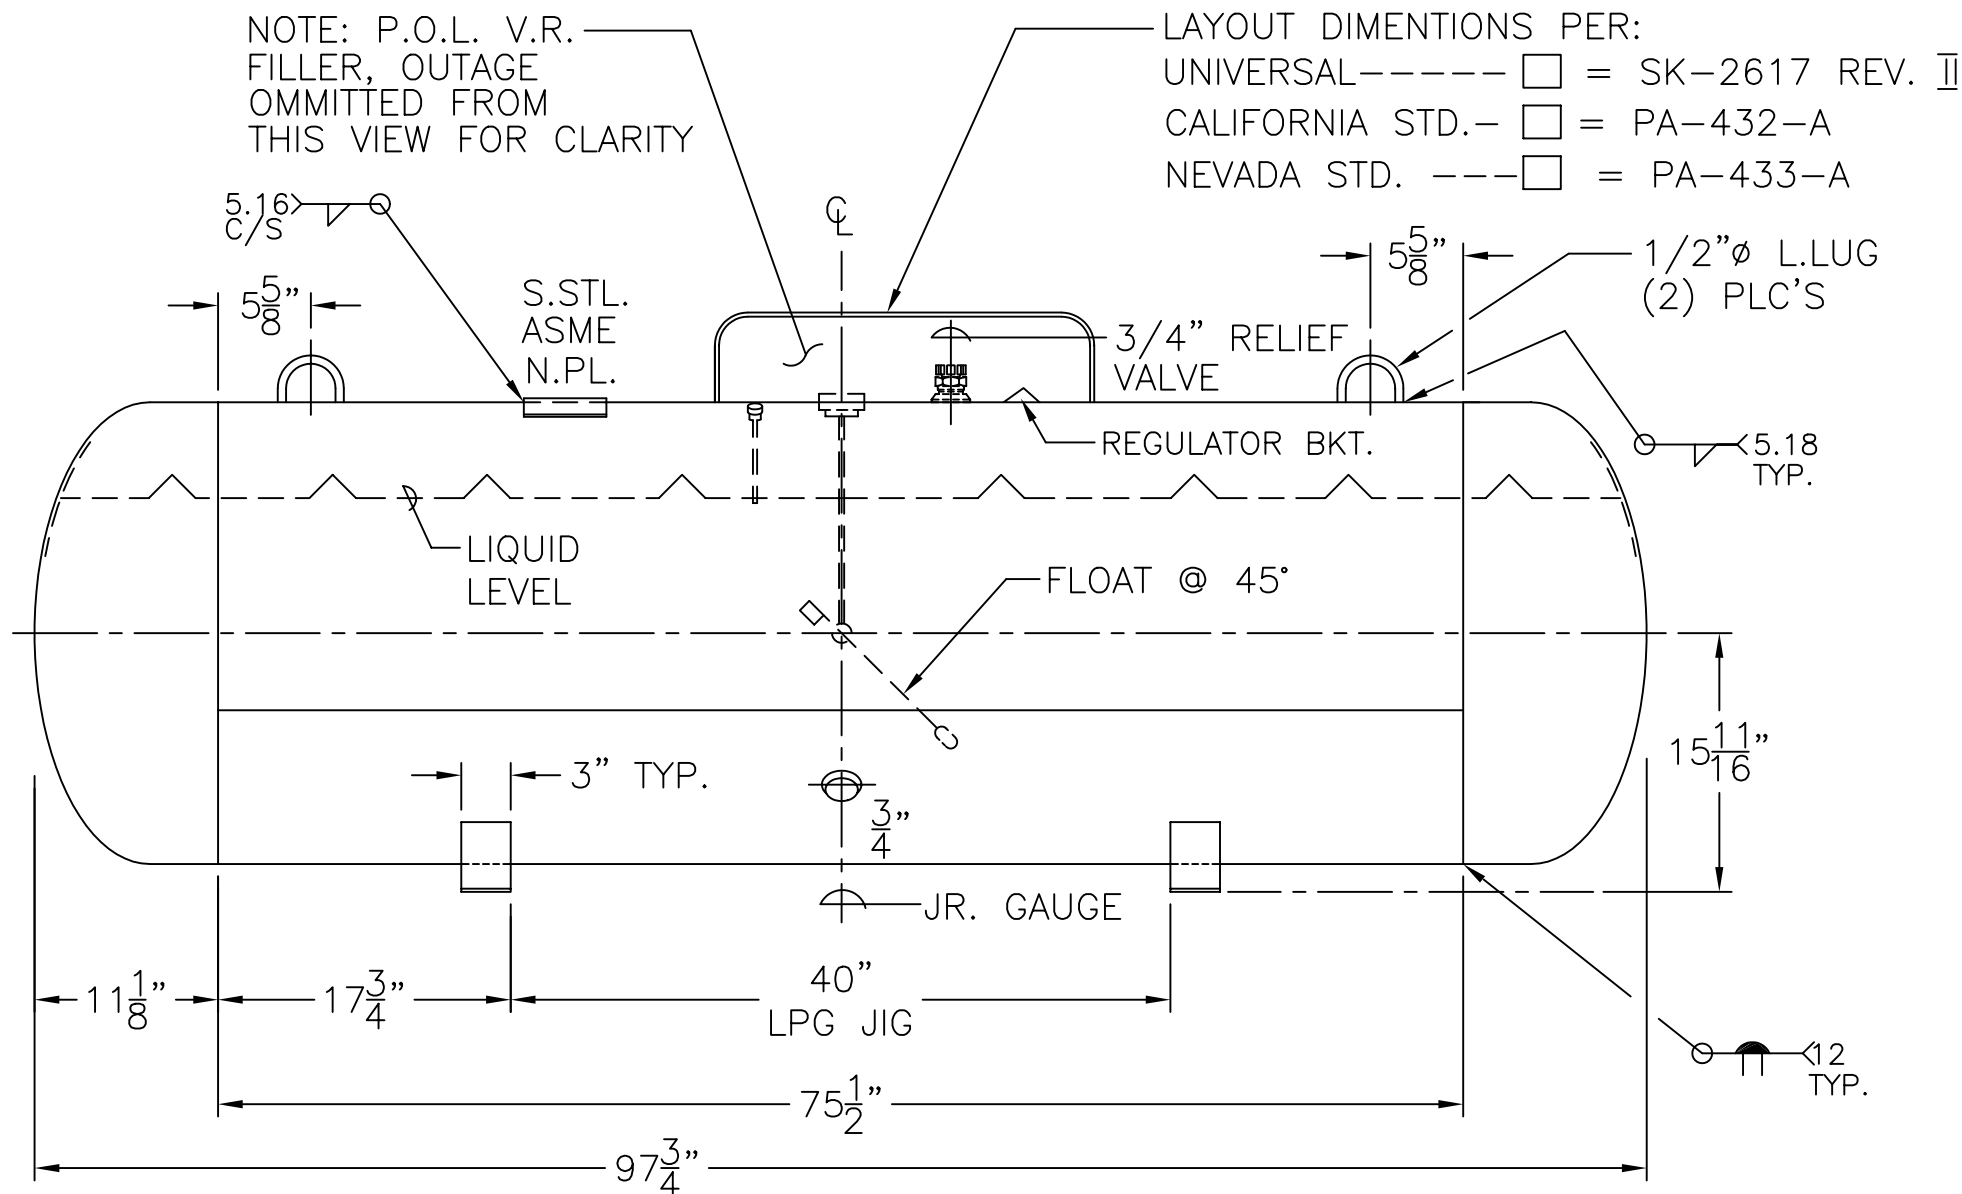 NOTE: P.O.L. V.R.
FILLER, OUTAGE
OMMITTED FROM
THIS VIEW FOR CLARITY
LAYOUT DIMENTIONS PER:
UNIVERSAL----- □ = SK-2617 REV. II
CALIFORNIA STD.- □ = PA-432-A
NEVADA STD. ---□ = PA-433-A
5.16
C/S
℄
5 5/8"
5 5/8"
1/2"ø L.LUG
(2) PLC'S
S.STL.
ASME
N.PL.
3/4" RELIEF
VALVE
REGULATOR BKT.
5.18
TYP.
LIQUID
LEVEL
FLOAT @ 45°
15 11/16"
3" TYP.
3/4"
JR. GAUGE
11 1/8"
17 3/4"
40"
LPG JIG
12
TYP.
75 1/2"
97 3/4"